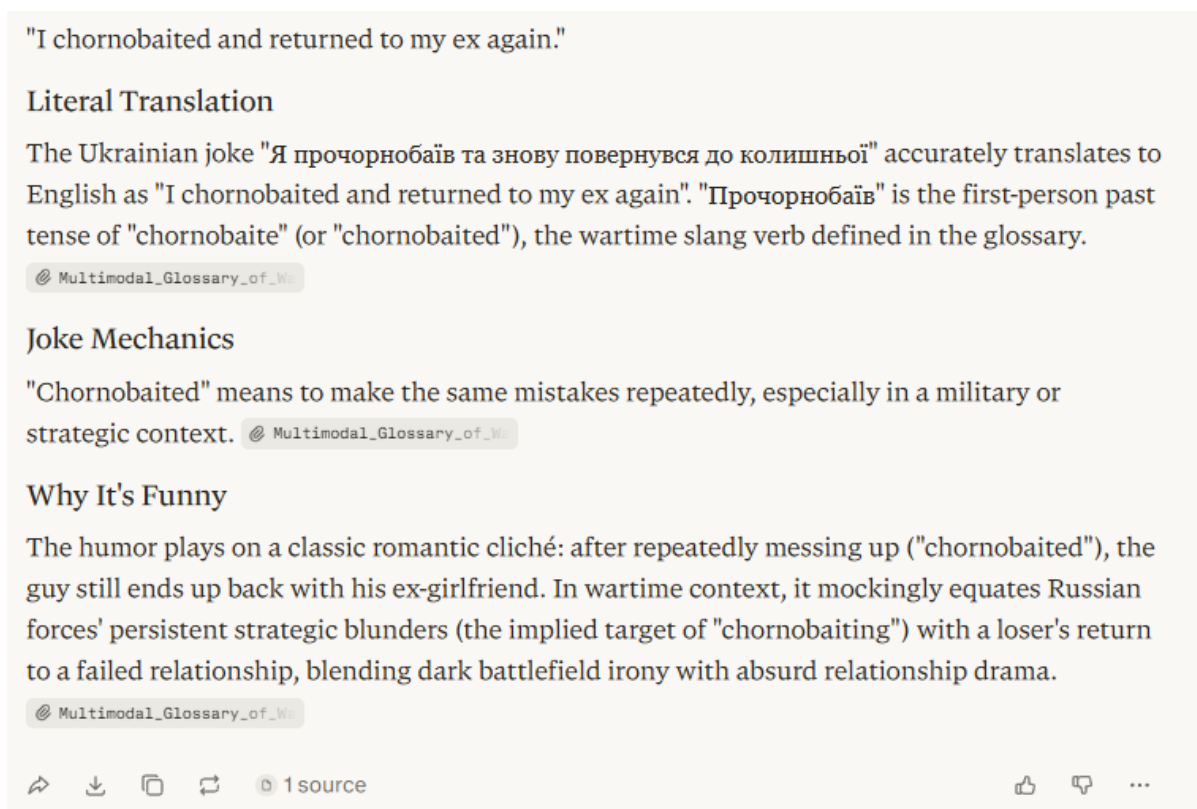 "I chornobaited and returned to my ex again."
Literal Translation
The Ukrainian joke "Я прочорнобаїв та знову повернувся до колишньої" accurately translates to
English as "I chornobaited and returned to my ex again". "Прочорнобаїв" is the first-person past
tense of "chornobaite" (or "chornobaited"), the wartime slang verb defined in the glossary.
Multimodal_Glossary_of_Wa
Joke Mechanics
"Chornobaited" means to make the same mistakes repeatedly, especially in a military or
strategic context. Multimodal_Glossary_of_Wa
Why It's Funny
The humor plays on a classic romantic cliché: after repeatedly messing up ("chornobaited"), the
guy still ends up back with his ex-girlfriend. In wartime context, it mockingly equates Russian
forces' persistent strategic blunders (the implied target of "chornobaiting") with a loser's return
to a failed relationship, blending dark battlefield irony with absurd relationship drama.
Multimodal_Glossary_of_Wa
1 source